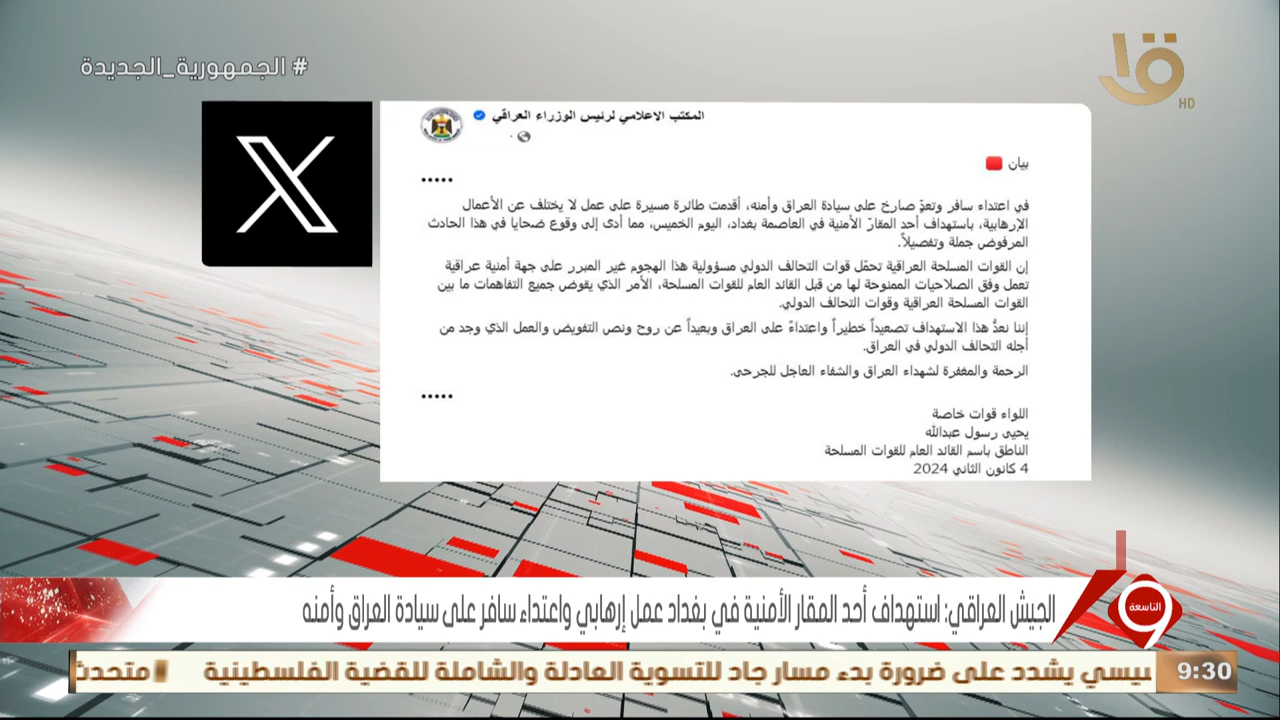 # الجمهورية_الجديدة
HD
المكتب الاعلامي لرئيس الوزراء العراقي
بيان
.....
في اعتداء سافر وتعدٍّ صارخ على سيادة العراق وأمنه، أقدمت طائرة مسيرة على عمل لا يختلف عن الأعمال
الإرهابية، باستهداف أحد المقارّ الأمنية في العاصمة بغداد، اليوم الخميس، مما أدى إلى وقوع ضحايا في هذا الحادث
المرفوض جملة وتفصيلاً.
إن القوات المسلحة العراقية تحمّل قوات التحالف الدولي مسؤولية هذا الهجوم غير المبرر على جهة أمنية عراقية
تعمل وفق الصلاحيات الممنوحة لها من قبل القائد العام للقوات المسلحة، الأمر الذي يقوض جميع التفاهمات ما بين
القوات المسلحة العراقية وقوات التحالف الدولي.
إننا نعدُّ هذا الاستهداف تصعيداً خطيراً واعتداءً على العراق وبعيداً عن روح ونص التفويض والعمل الذي وجد من
أجله التحالف الدولي في العراق.
الرحمة والمغفرة لشهداء العراق والشفاء العاجل للجرحى.
.....
اللواء قوات خاصة
يحيى رسول عبدالله
الناطق باسم القائد العام للقوات المسلحة
4 كانون الثاني 2024
التاسعة
الجيش العراقي: استهداف أحد المقار الأمنية في بغداد عمل إرهابي واعتداء سافر على سيادة العراق وأمنه
9:30
يشدد على ضرورة بدء مسار جاد للتسوية العادلة والشاملة للقضية الفلسطينية